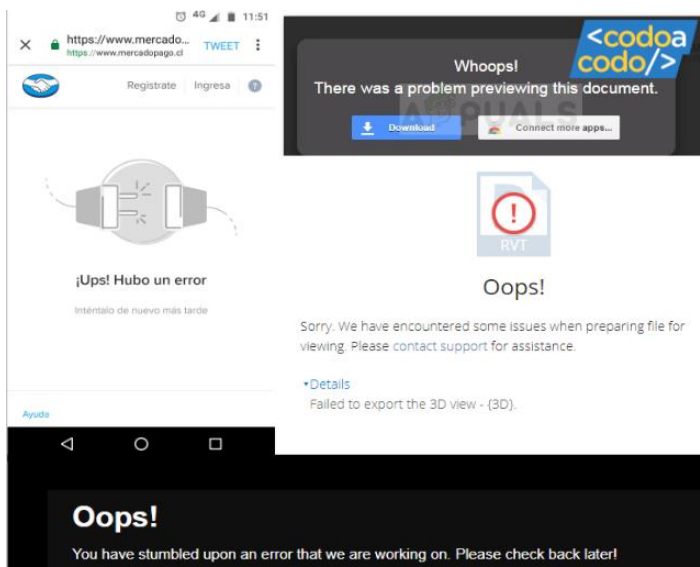 4G 11:51
https://www.mercado...
https://www.mercadopago.cl
TWEET
Regístrate Ingresa ?
¡Ups! Hubo un error
Inténtalo de nuevo más tarde
Ayuda
<codoa
codo/>
Whoops!
There was a problem previewing this document.
APPUALS
Download Connect more apps...
RVT
Oops!
Sorry. We have encountered some issues when preparing file for
viewing. Please contact support for assistance.
Details
Failed to export the 3D view - {3D}.
Oops!
You have stumbled upon an error that we are working on. Please check back later!